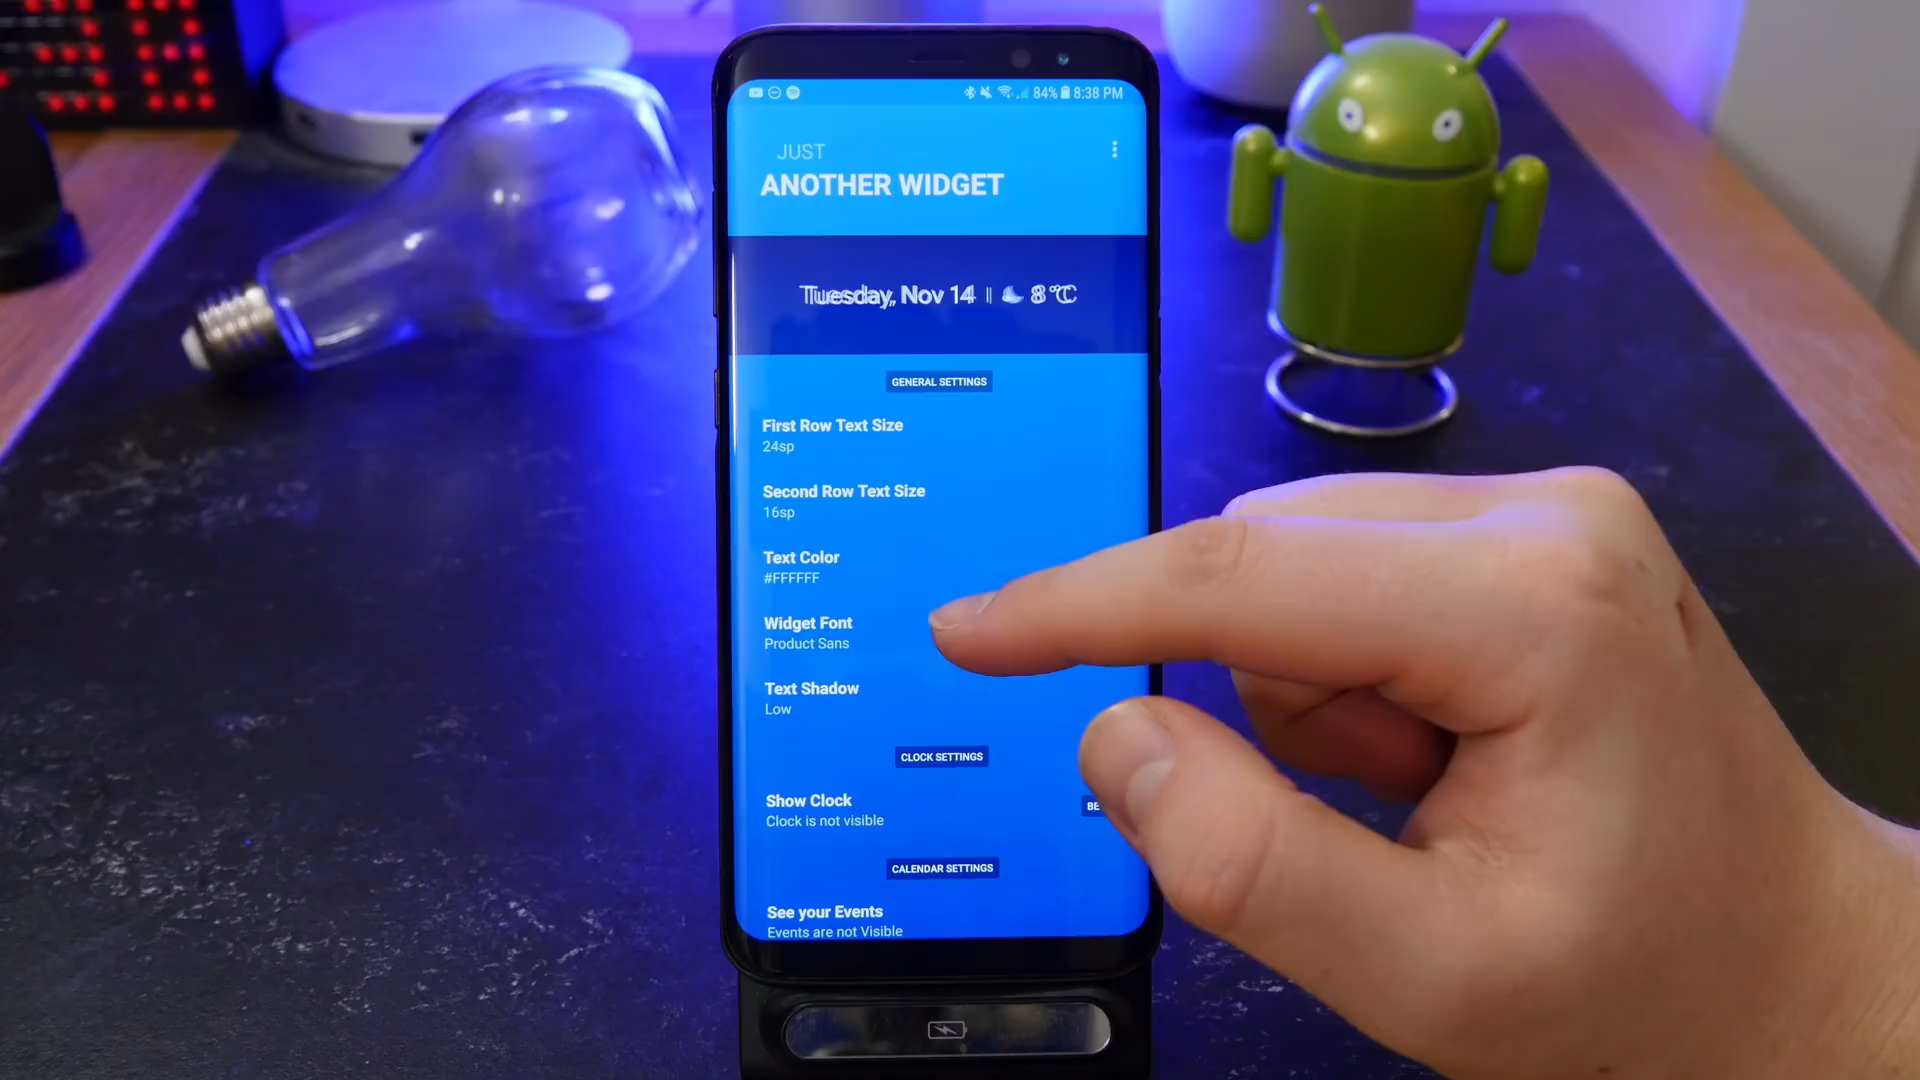 84% 8:38 PM
JUST
ANOTHER WIDGET
Tuesday, Nov 14 | 8°C
GENERAL SETTINGS
First Row Text Size
24sp
Second Row Text Size
16sp
Text Color
#FFFFFF
Widget Font
Product Sans
Text Shadow
Low
CLOCK SETTINGS
Show Clock
Clock is not visible
BE
CALENDAR SETTINGS
See your Events
Events are not Visible